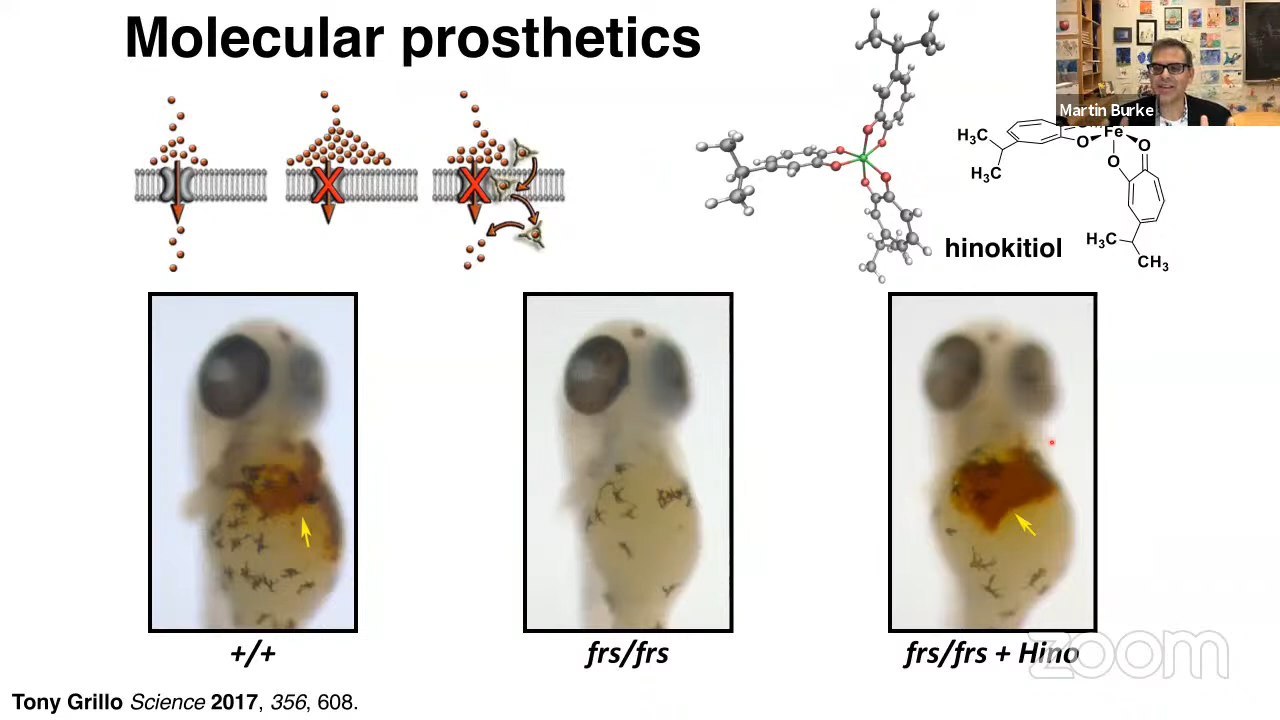 Molecular prosthetics
Martin Burke
H₃C
H₃C
O
Fe
O
O
hinokitiol
H₃C
CH₃
+/+
frs/frs
frs/frs + Hino
zoom
Tony Grillo Science 2017, 356, 608.